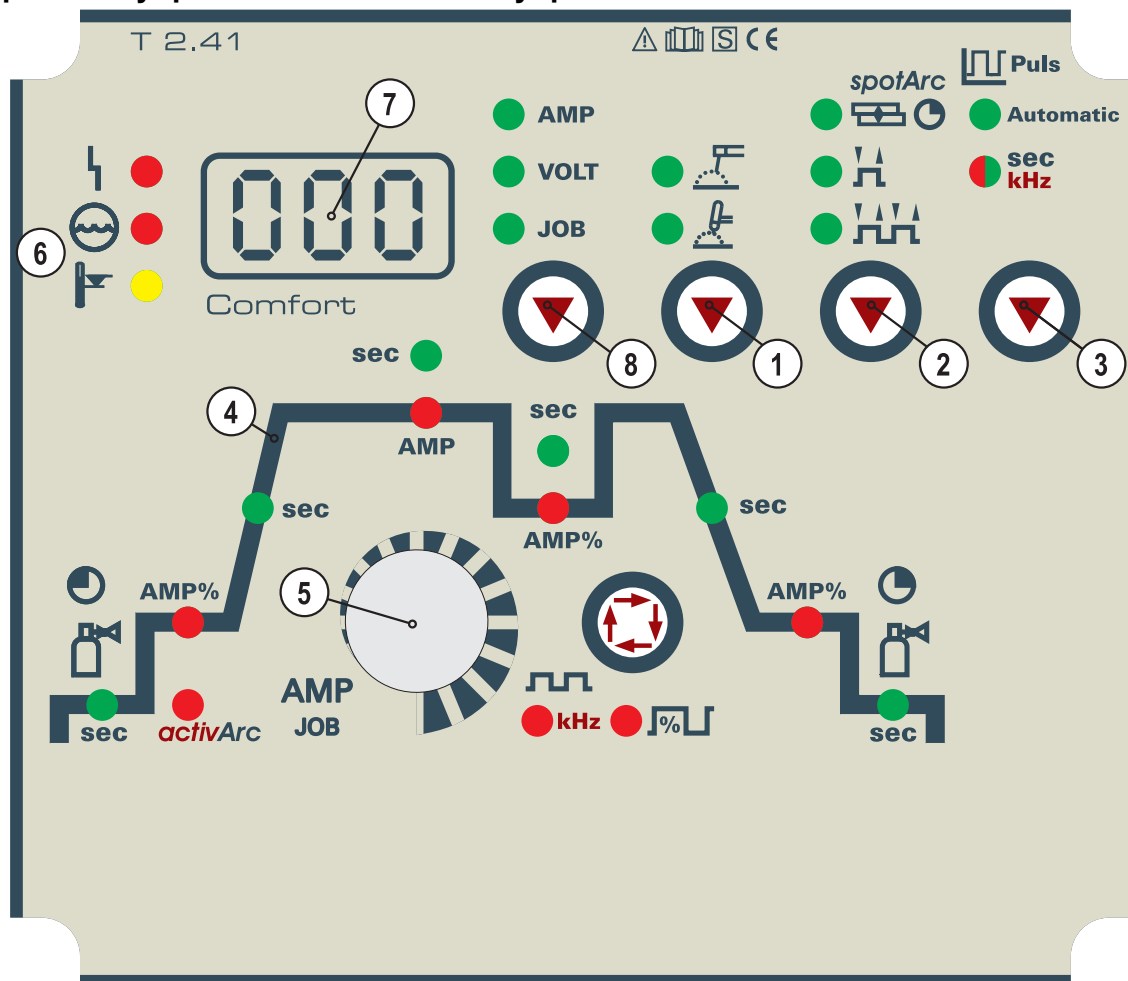 T 2.41
S CE
Puls
spotArc
7
AMP
Automatic
VOLT
sec
kHz
000
JOB
6
Comfort
8
1
2
3
sec
4
sec
AMP
sec
sec
AMP%
AMP%
5
AMP%
AMP
JOB
sec
activArc
kHz
%
sec